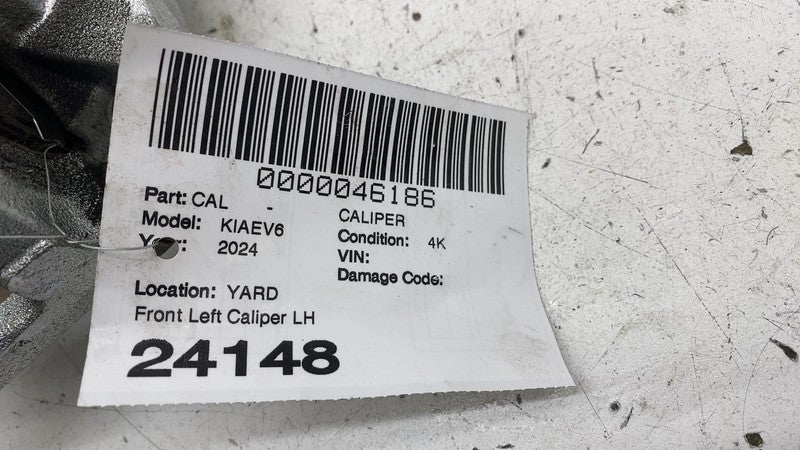 0000046186
Part: CAL - CALIPER
Model: KIAEV6 Condition: 4K
Year: 2024 VIN:
Damage Code:
Location: YARD
Front Left Caliper LH
24148